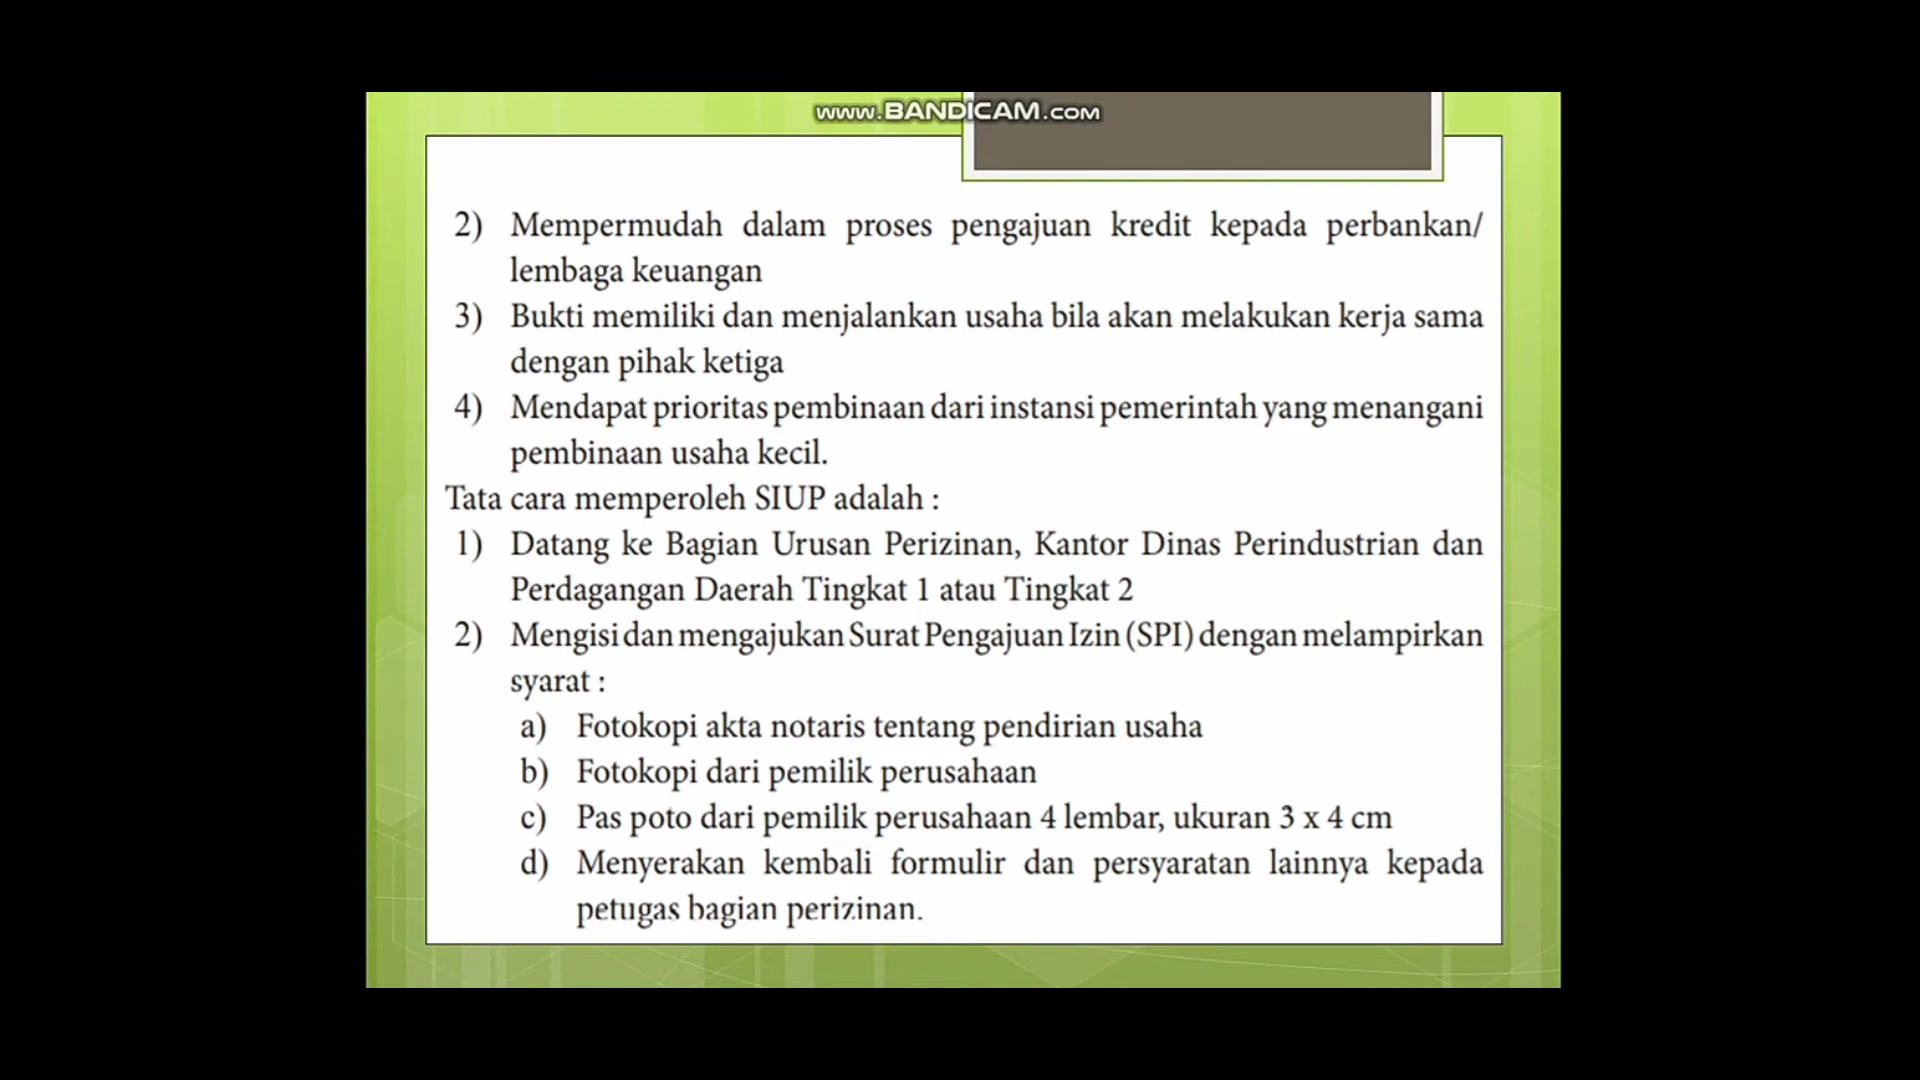 www.BANDICAM.COM
2) Mempermudah dalam proses pengajuan kredit kepada perbankan/
lembaga keuangan
3) Bukti memiliki dan menjalankan usaha bila akan melakukan kerja sama
dengan pihak ketiga
4) Mendapat prioritas pembinaan dari instansi pemerintah yang menangani
pembinaan usaha kecil.
Tata cara memperoleh SIUP adalah :
1) Datang ke Bagian Urusan Perizinan, Kantor Dinas Perindustrian dan
Perdagangan Daerah Tingkat 1 atau Tingkat 2
2) Mengisi dan mengajukan Surat Pengajuan Izin (SPI) dengan melampirkan
syarat :
a) Fotokopi akta notaris tentang pendirian usaha
b) Fotokopi dari pemilik perusahaan
c) Pas poto dari pemilik perusahaan 4 lembar, ukuran 3 x 4 cm
d) Menyerakan kembali formulir dan persyaratan lainnya kepada
petugas bagian perizinan.